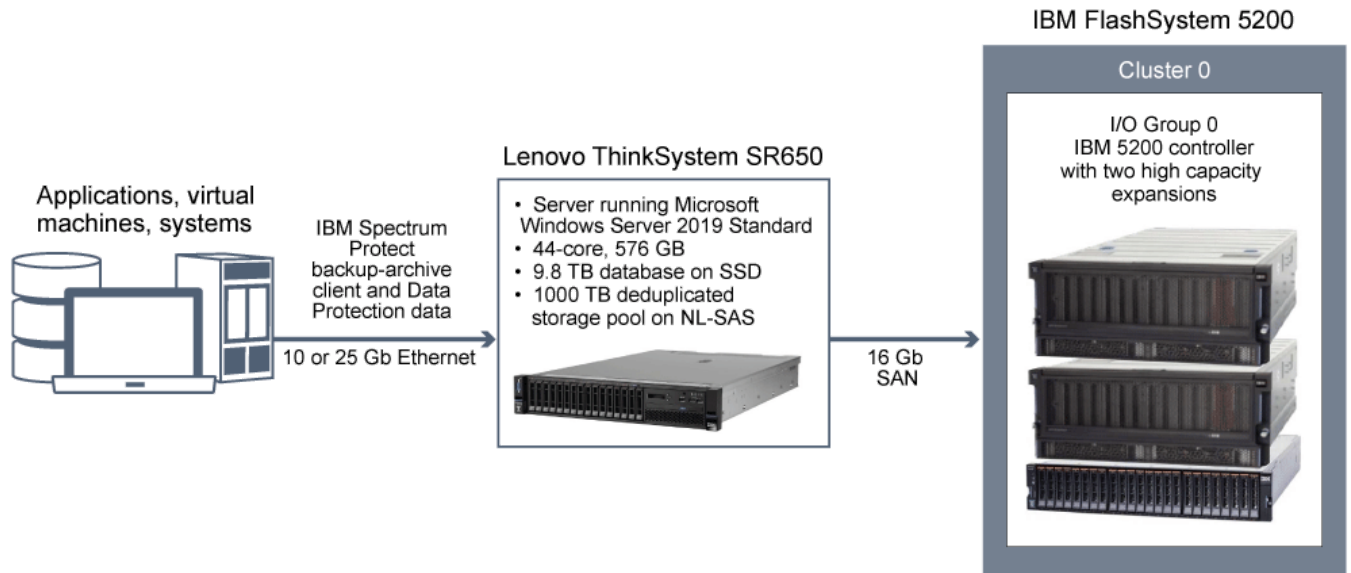 IBM FlashSystem 5200
Cluster 0
I/O Group 0
IBM 5200 controller
with two high capacity
expansions
Lenovo ThinkSystem SR650
• Server running Microsoft
Windows Server 2019 Standard
• 44-core, 576 GB
• 9.8 TB database on SSD
• 1000 TB deduplicated
storage pool on NL-SAS
Applications, virtual
machines, systems
IBM Spectrum
Protect
backup-archive
client and Data
Protection data
10 or 25 Gb Ethernet
16 Gb
SAN